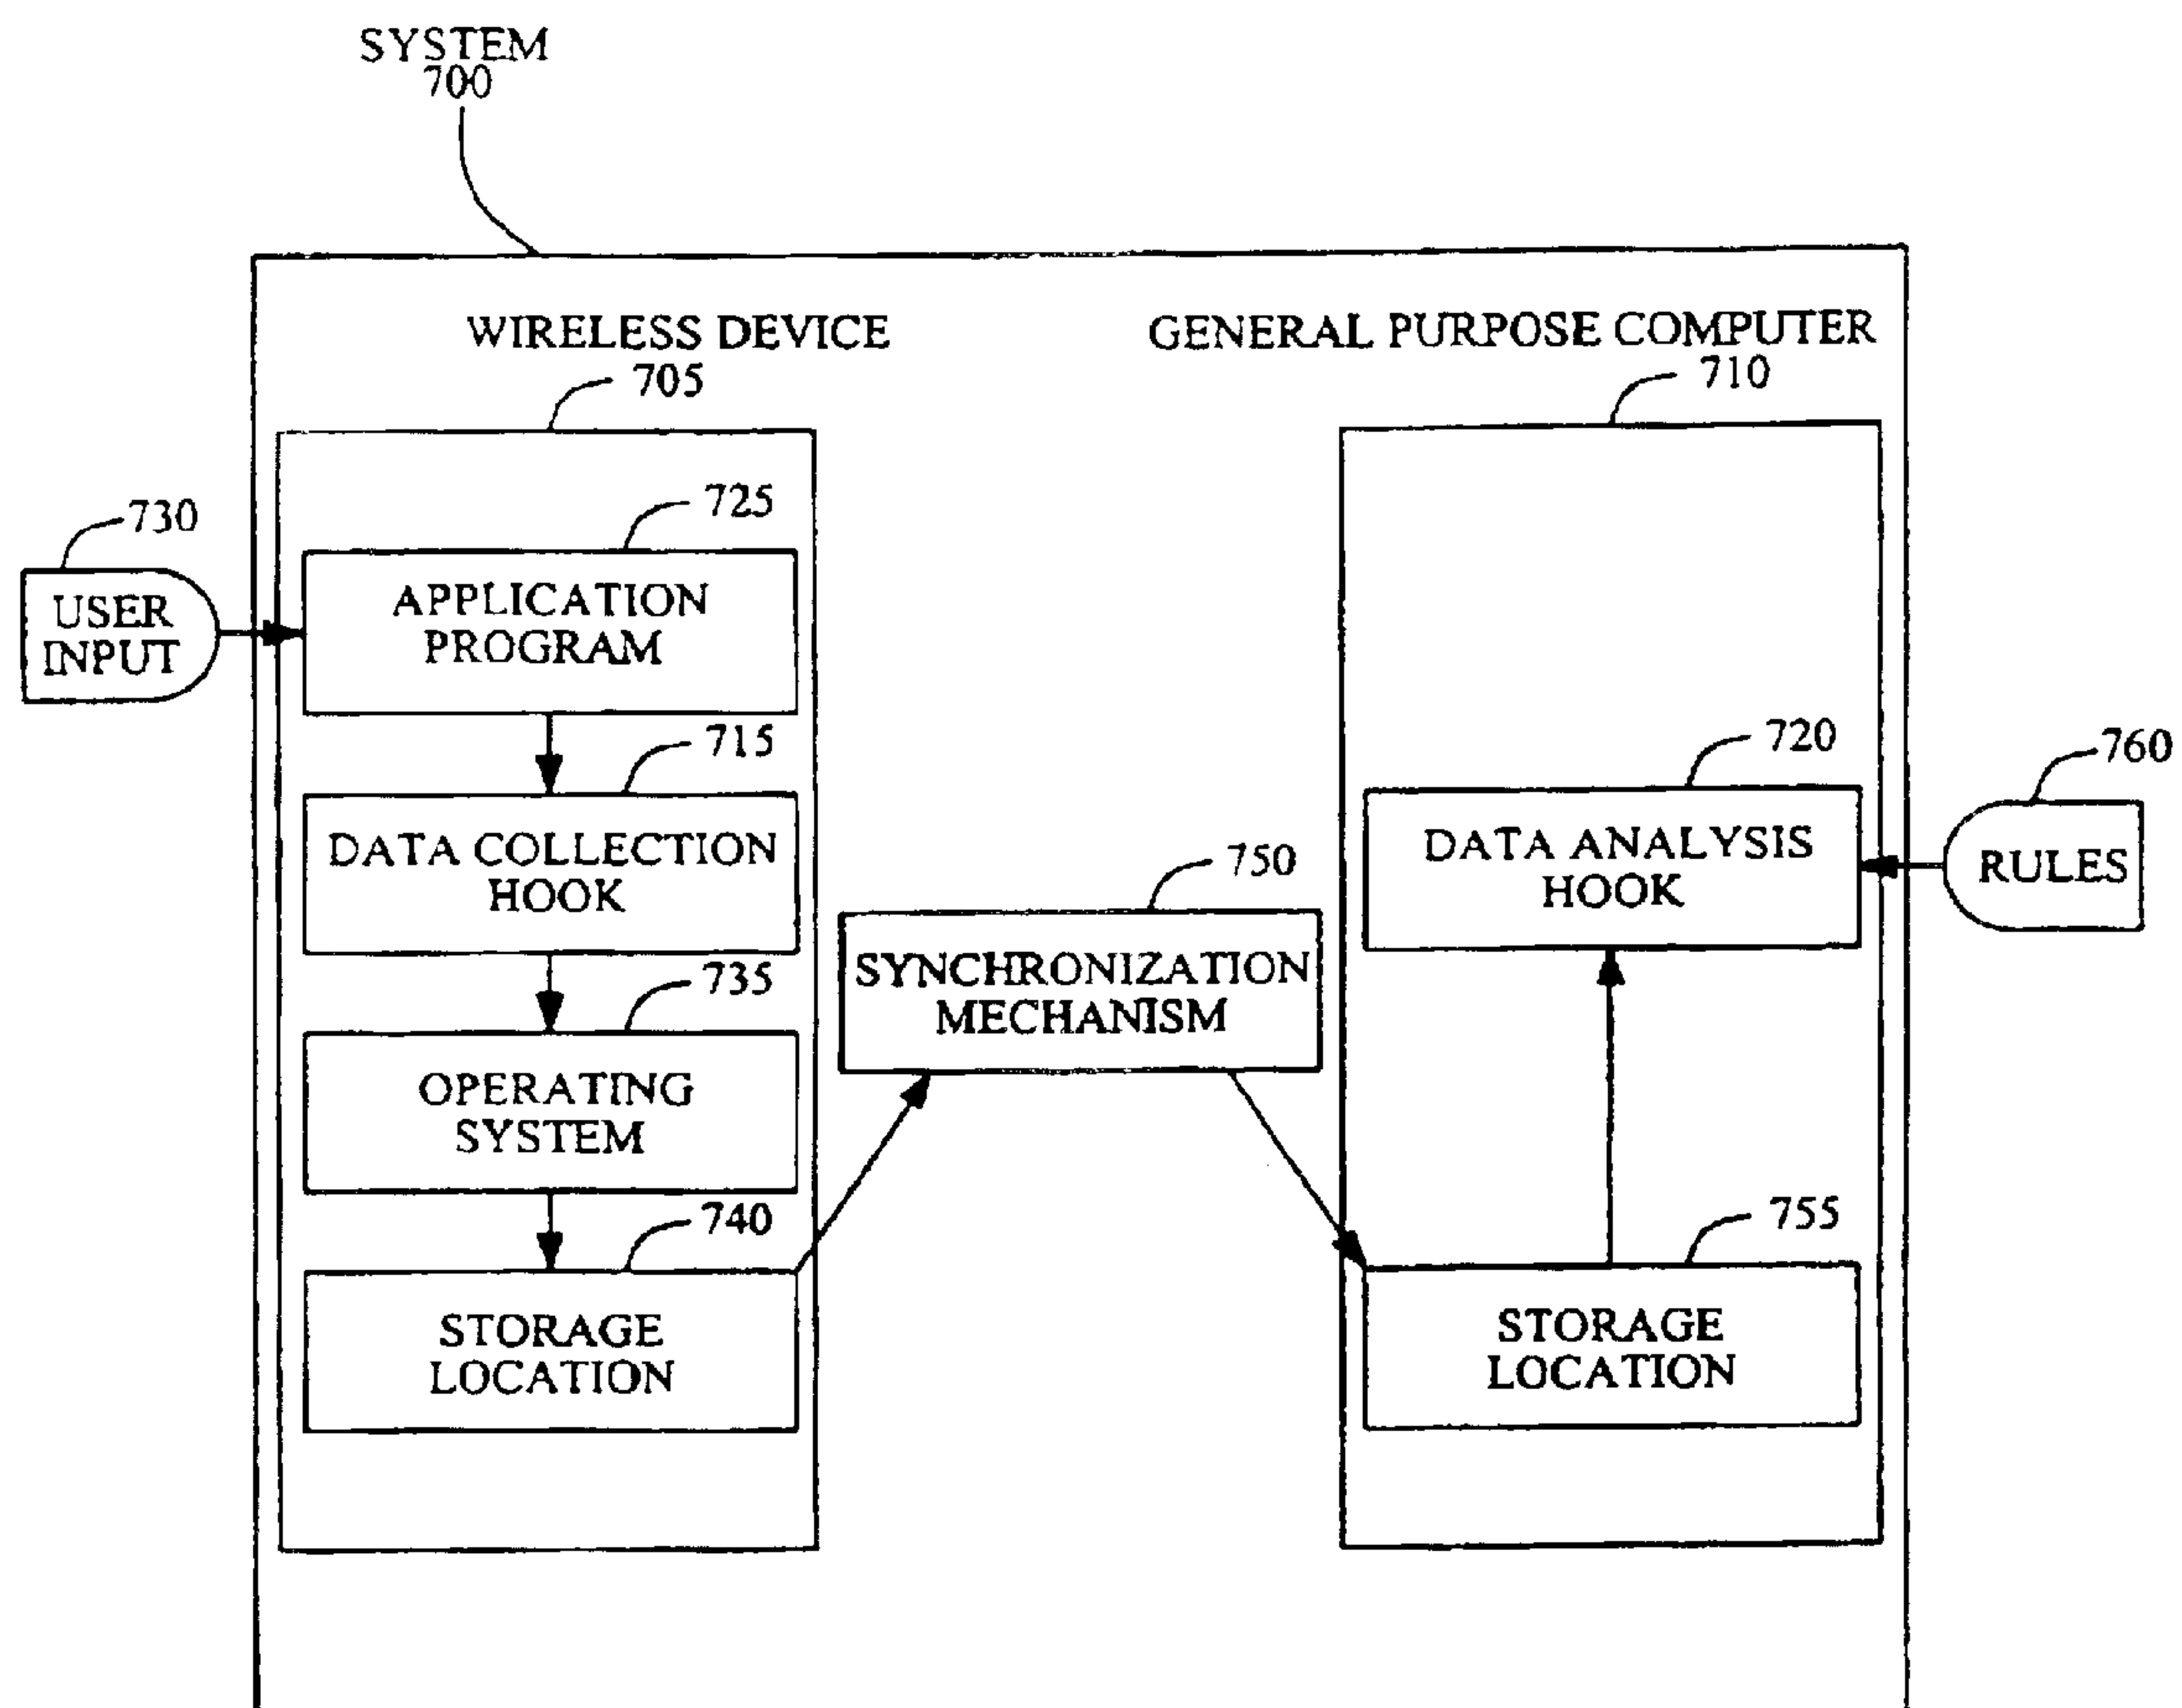 SYSTEM
700
WIRELESS DEVICE
705
GENERAL PURPOSE COMPUTER
710
730
USER
INPUT
725
APPLICATION
PROGRAM
715
DATA COLLECTION
HOOK
735
OPERATING
SYSTEM
740
STORAGE
LOCATION
750
SYNCHRONIZATION
MECHANISM
720
DATA ANALYSIS
HOOK
760
RULES
755
STORAGE
LOCATION